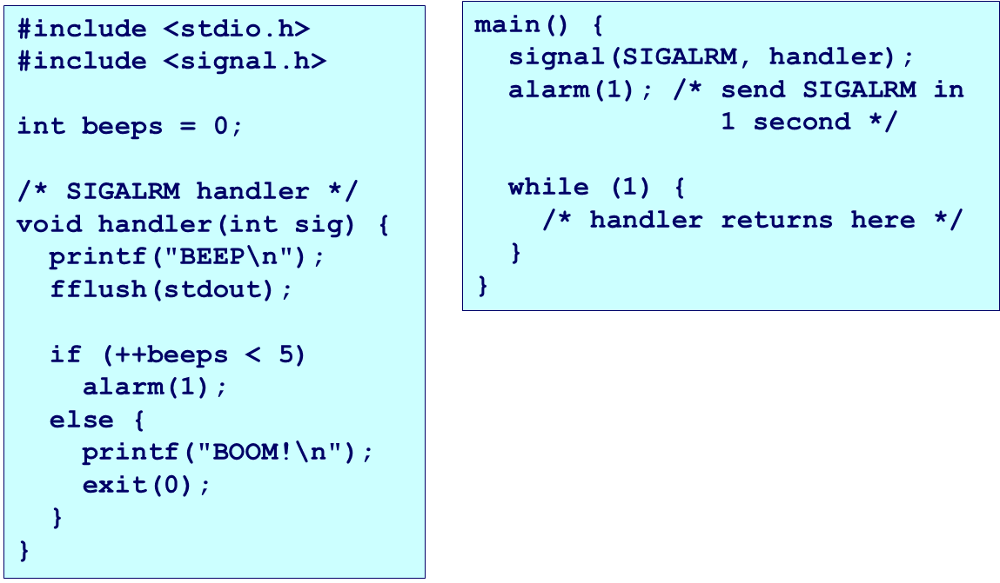 #include <stdio.h>
#include <signal.h>

int beeps = 0;

/* SIGALRM handler */
void handler(int sig) {
  printf("BEEP\n");
  fflush(stdout);

  if (++beeps < 5)
    alarm(1);
  else {
    printf("BOOM!\n");
    exit(0);
  }
}

main() {
  signal(SIGALRM, handler);
  alarm(1); /* send SIGALRM in
               1 second */

  while (1) {
    /* handler returns here */
  }
}